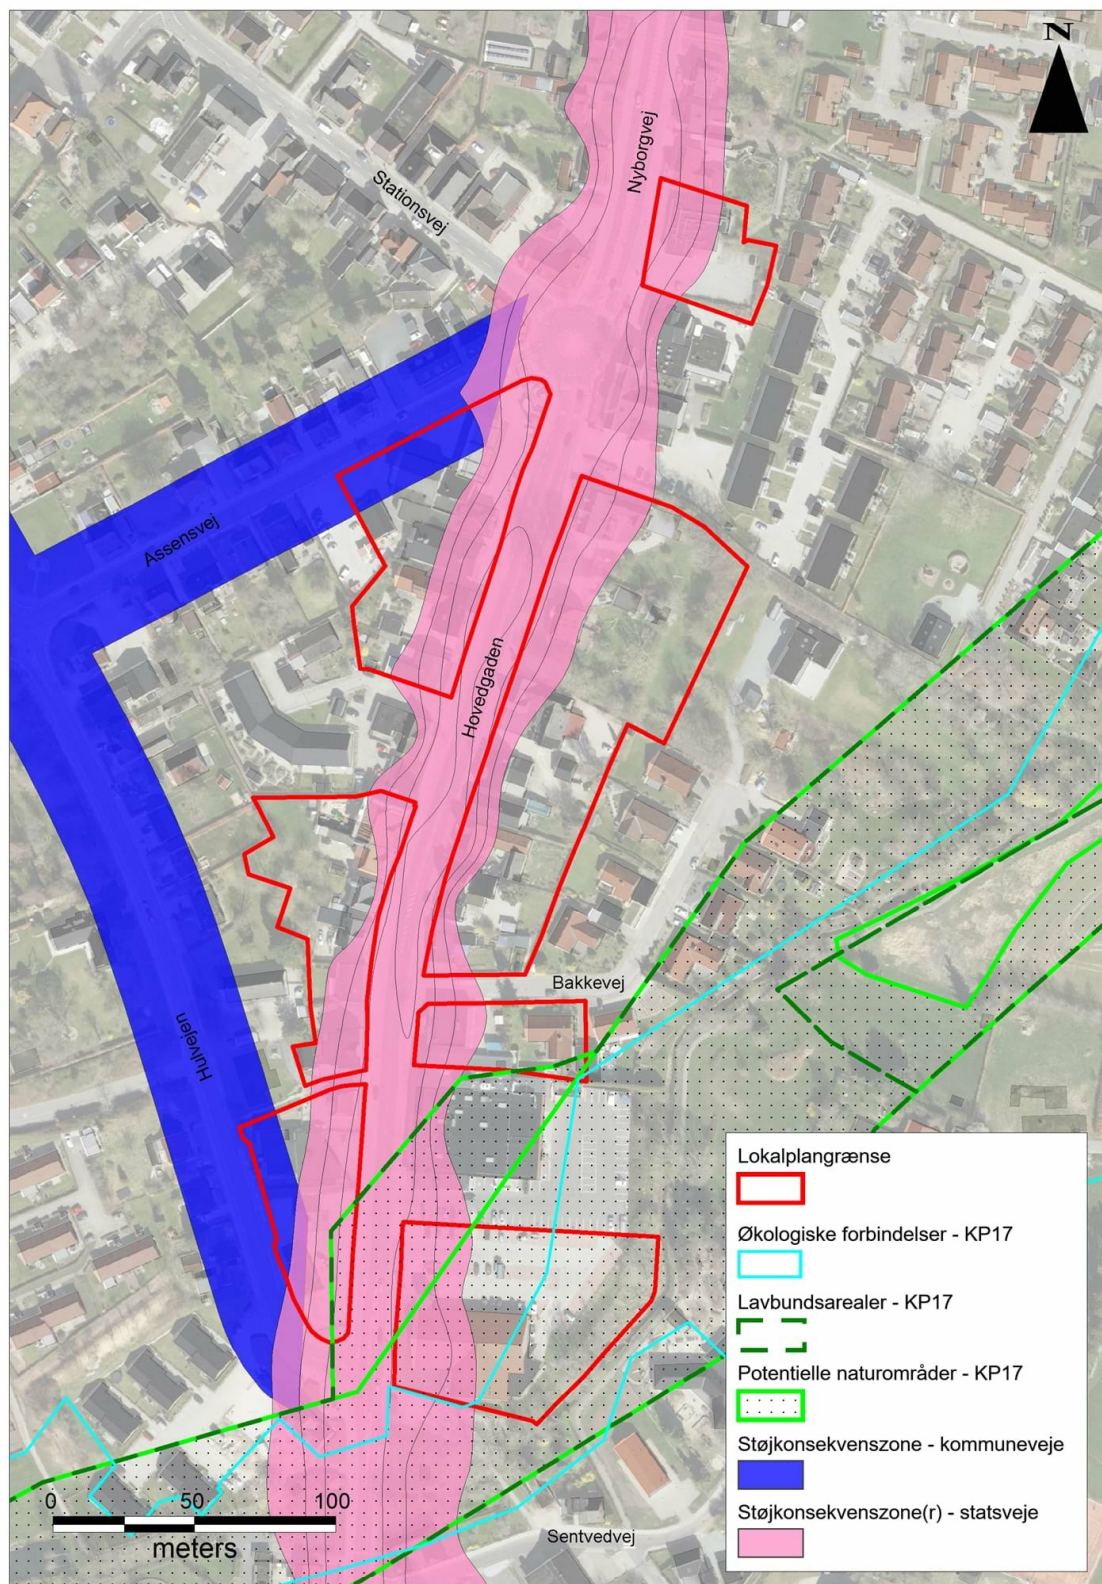 N
Nyborgvej
Stationsvej
Assensvej
Hovedgaden
Bakkevej
Hulvejen
Lokalplangrænse
Økologiske forbindelser - KP17
Lavbundsarealer - KP17
Potentielle naturområder - KP17
Støjkonsekvenszone - kommuneveje
Støjkonsekvenszone(r) - statsveje
0 50 100
meters
Sentvedvej